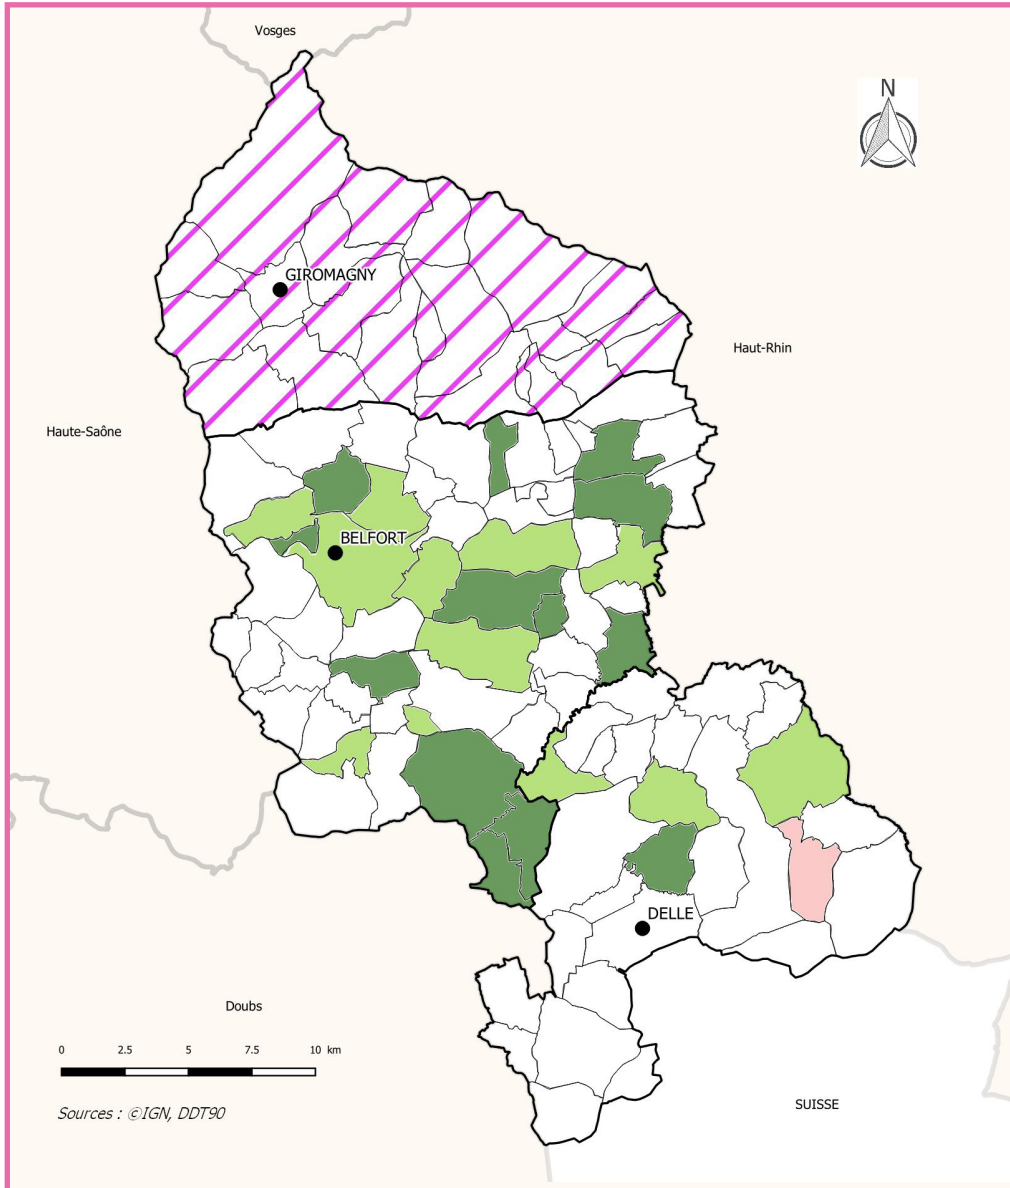 Vosges
N
GIROMAGNY
Haut-Rhin
Haute-Saône
BELFORT
DELLE
Doubs
0 2.5 5 7.5 10 km
SUISSE
Sources : ©IGN, DDT90